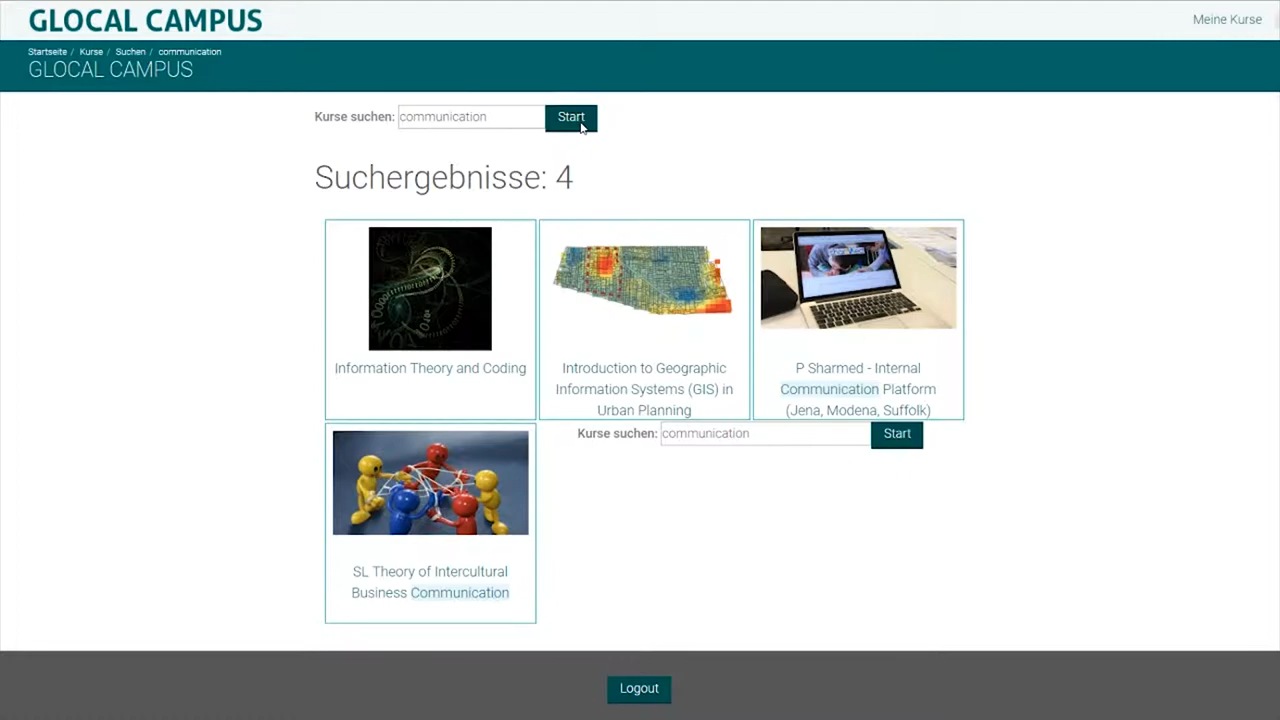 GLOCAL CAMPUS
Meine Kurse
Startseite / Kurse / Suchen / communication
GLOCAL CAMPUS
Kurse suchen: communication Start
Suchergebnisse: 4
Information Theory and Coding
Introduction to Geographic
Information Systems (GIS) in
Urban Planning
P Sharmed - Internal
Communication Platform
(Jena, Modena, Suffolk)
Kurse suchen: communication Start
SL Theory of Intercultural
Business Communication
Logout